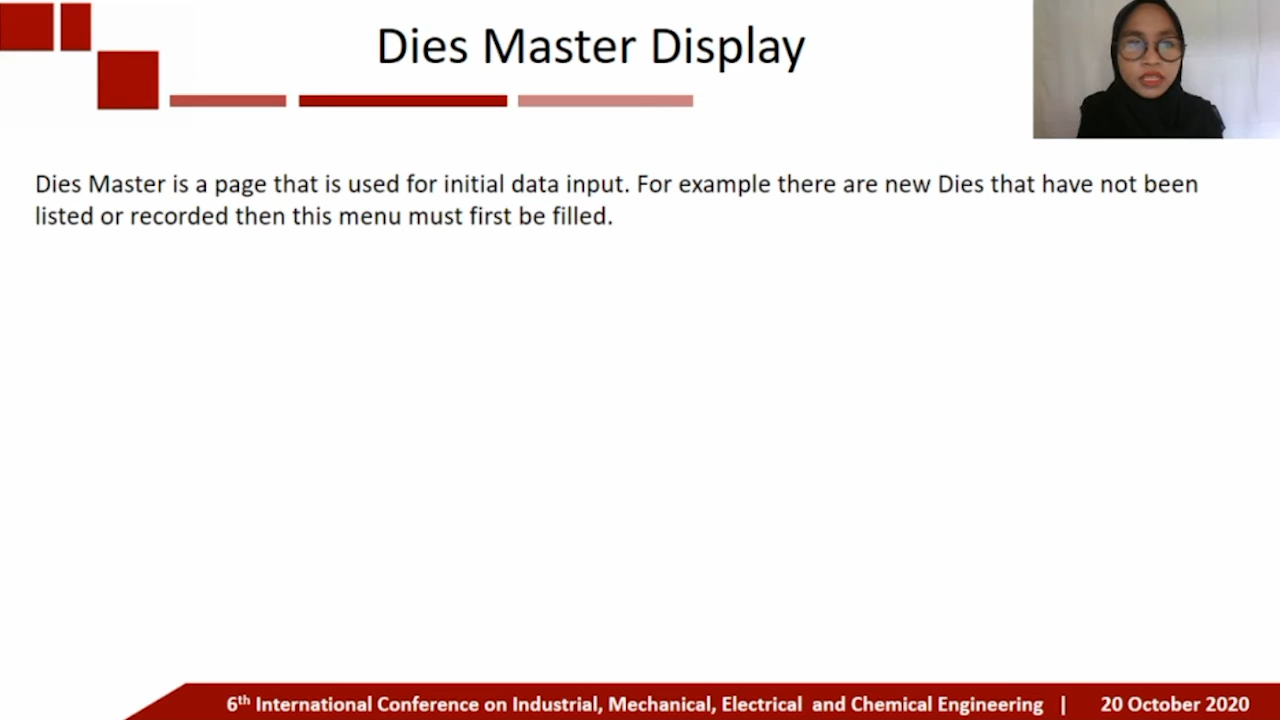 Dies Master Display
Dies Master is a page that is used for initial data input. For example there are new Dies that have not been
listed or recorded then this menu must first be filled.
6th International Conference on Industrial, Mechanical, Electrical and Chemical Engineering | 20 October 2020